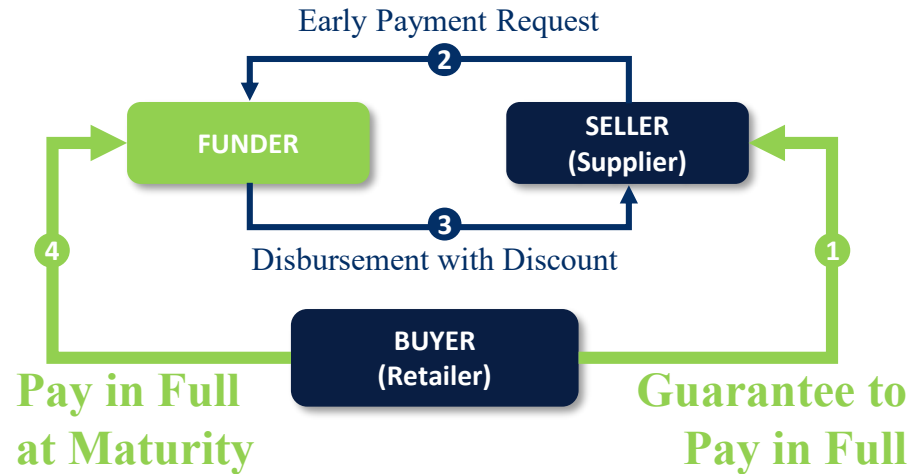 Early Payment Request
2
FUNDER
SELLER
(Supplier)
3
Disbursement with Discount
4
1
BUYER
(Retailer)
Pay in Full
at Maturity
Guarantee to
Pay in Full